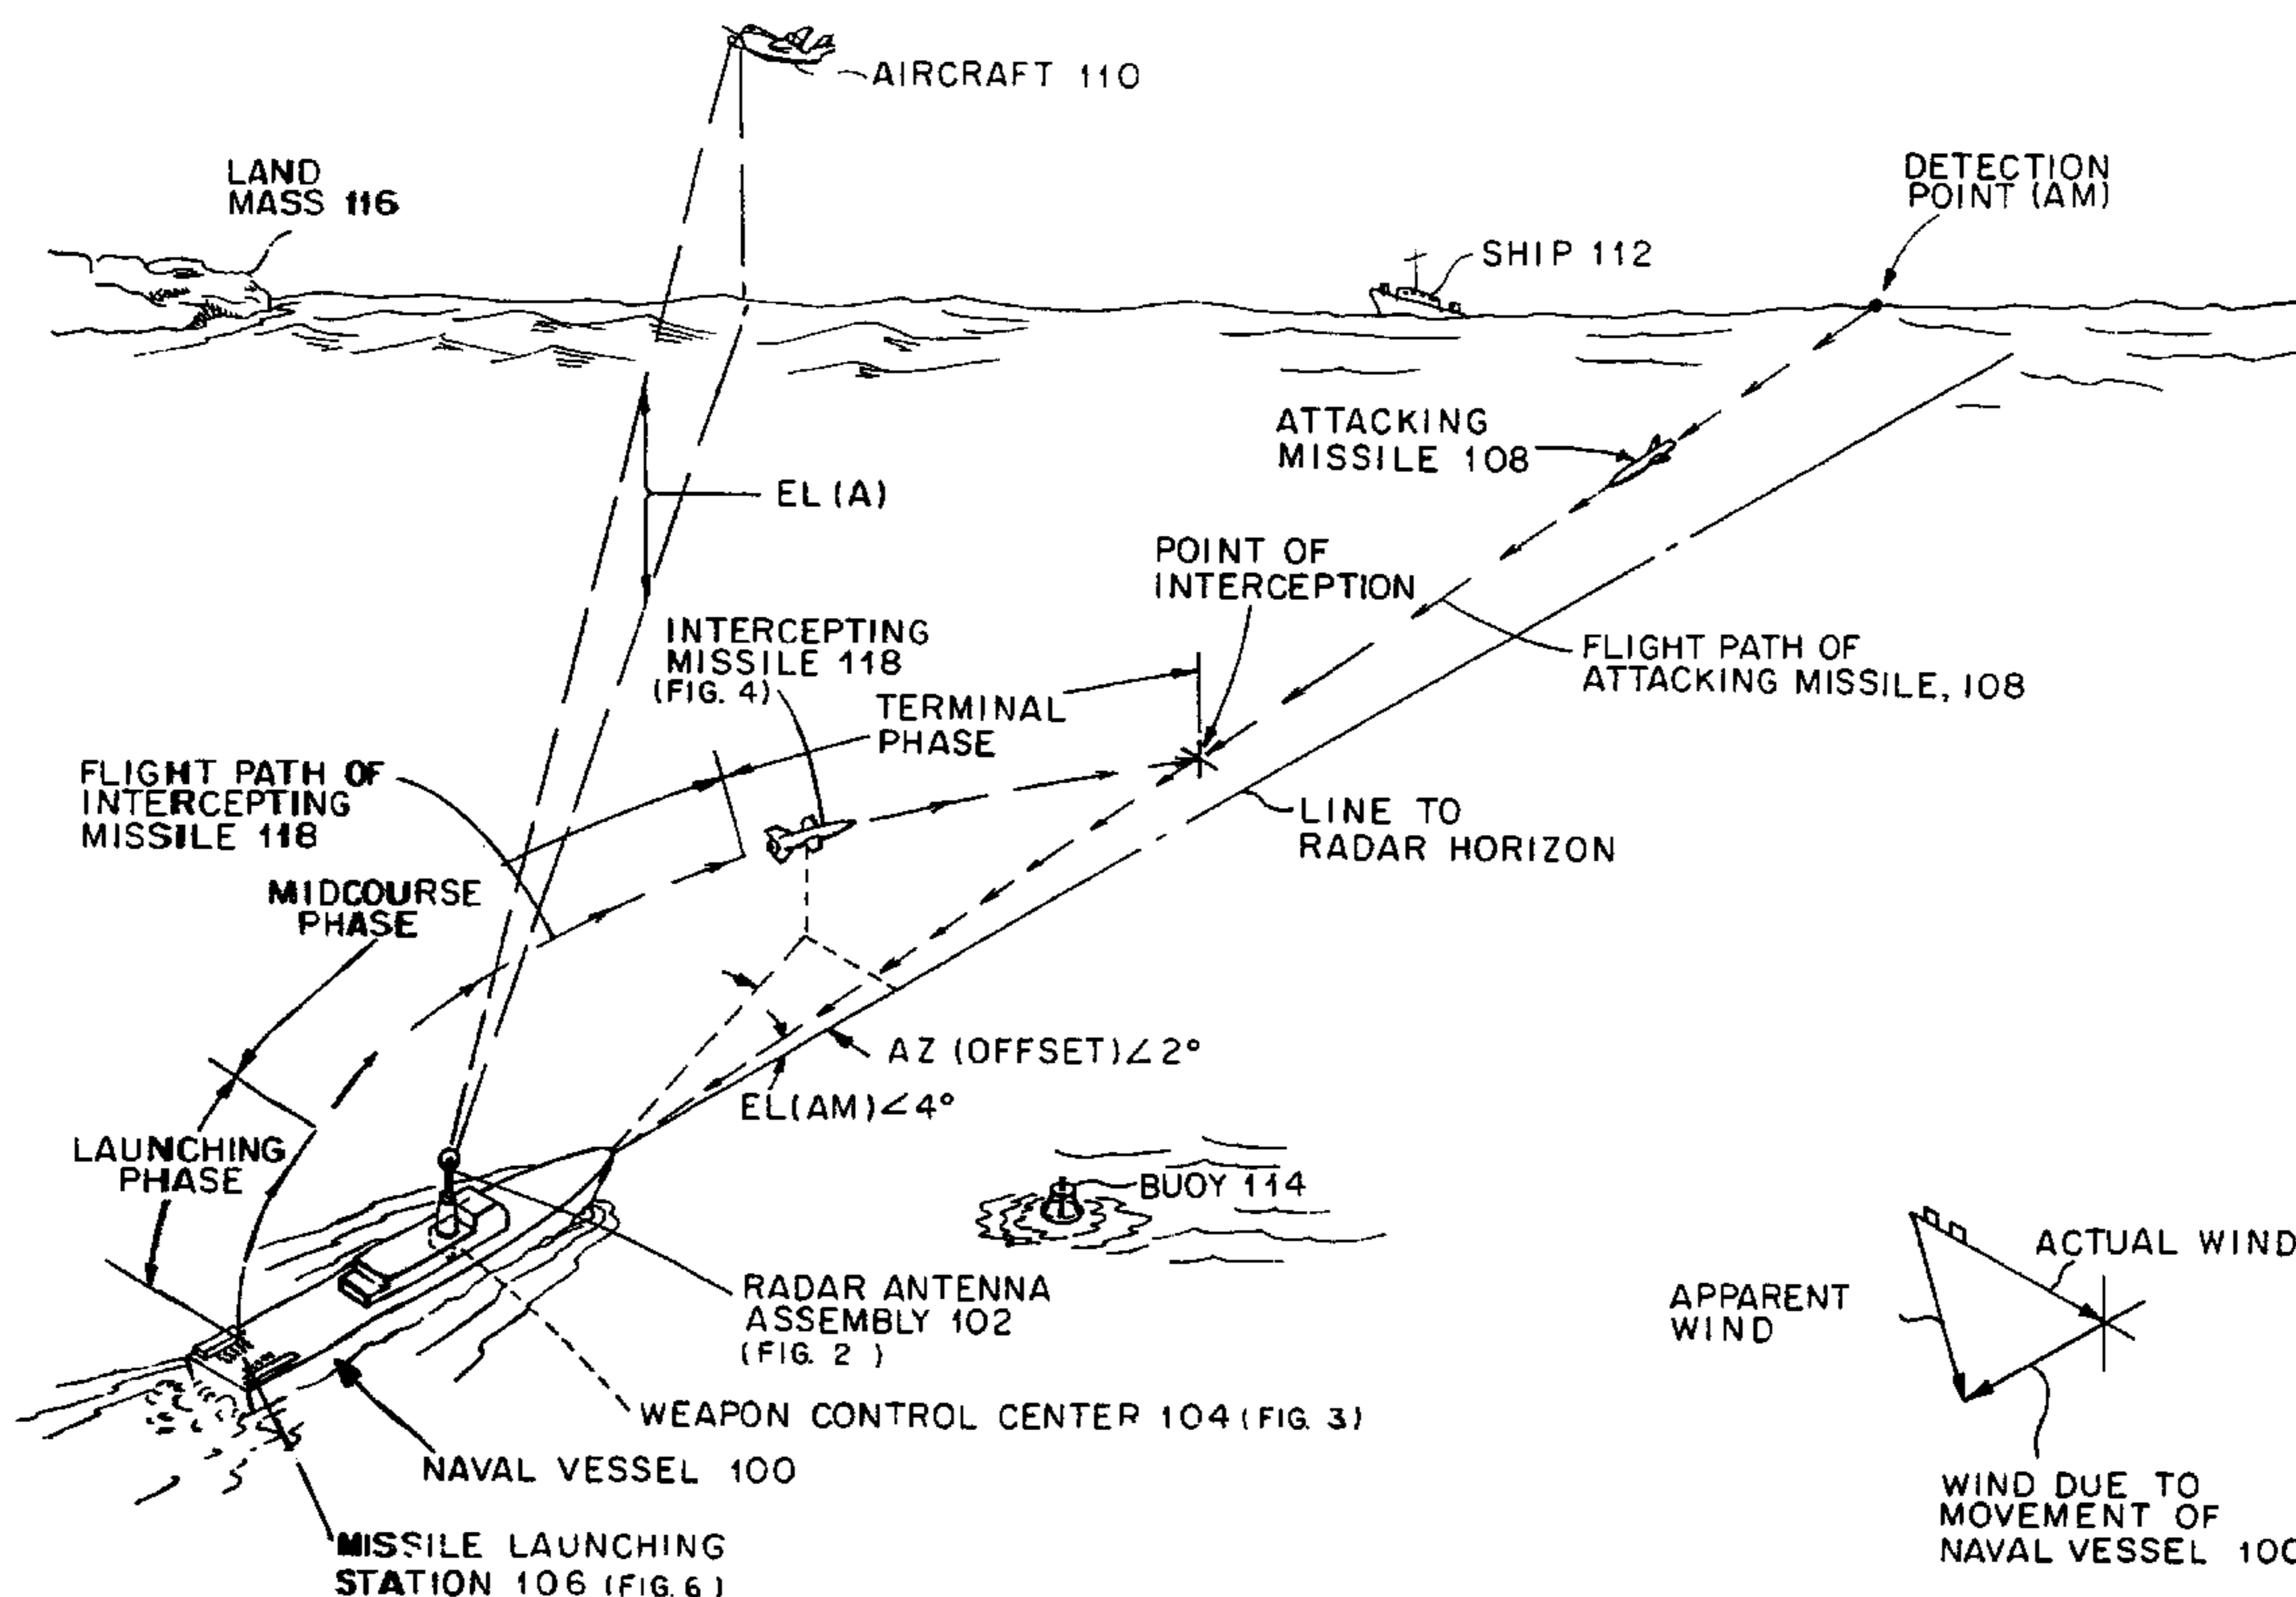 AIRCRAFT 110
LAND
MASS 116
DETECTION
POINT (AM)
SHIP 112
ATTACKING
MISSILE 108
EL (A)
POINT OF
INTERCEPTION
INTERCEPTING
MISSILE 118
(FIG. 4)
FLIGHT PATH OF
ATTACKING MISSILE, 108
TERMINAL
PHASE
FLIGHT PATH OF
INTERCEPTING
MISSILE 118
LINE TO
RADAR HORIZON
MIDCOURSE
PHASE
AZ (OFFSET)∠2°
EL(AM)∠4°
LAUNCHING
PHASE
BUOY 114
ACTUAL WIND
RADAR ANTENNA
ASSEMBLY 102
(FIG. 2 )
APPARENT
WIND
WEAPON CONTROL CENTER 104 (FIG. 3)
NAVAL VESSEL 100
WIND DUE TO
MOVEMENT OF
NAVAL VESSEL 100
MISSILE LAUNCHING
STATION 106 (FIG. 6)